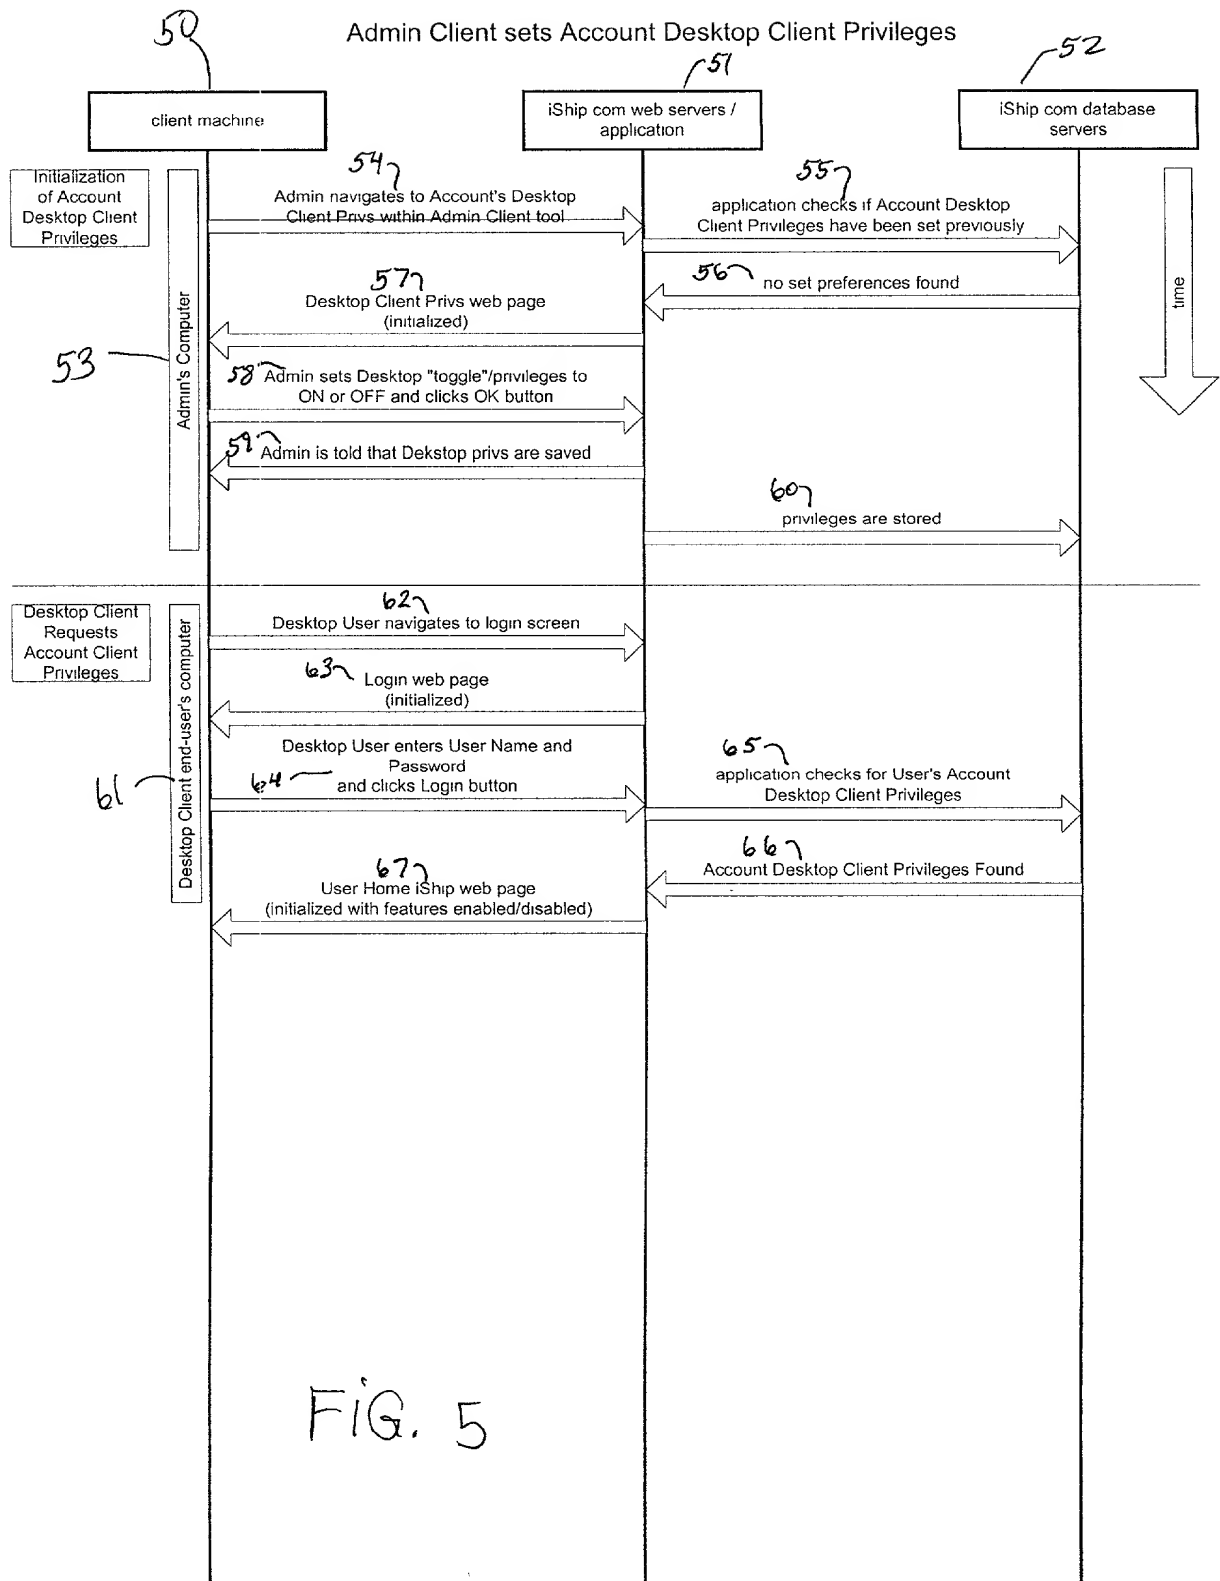 50
Admin Client sets Account Desktop Client Privileges
51
52
client machine
iShip com web servers /
application
iShip com database
servers
Initialization
of Account
Desktop Client
Privileges
53
Admin's Computer
54
Admin navigates to Account's Desktop
Client Privs within Admin Client tool
55
application checks if Account Desktop
Client Privileges have been set previously
56
no set preferences found
time
57
Desktop Client Privs web page
(initialized)
58
Admin sets Desktop "toggle"/privileges to
ON or OFF and clicks OK button
59
Admin is told that Dekstop privs are saved
60
privileges are stored
Desktop Client
Requests
Account Client
Privileges
61
Desktop Client end-user's computer
62
Desktop User navigates to login screen
63
Login web page
(initialized)
Desktop User enters User Name and
Password
64
and clicks Login button
65
application checks for User's Account
Desktop Client Privileges
66
Account Desktop Client Privileges Found
67
User Home iShip web page
(initialized with features enabled/disabled)
FiG. 5